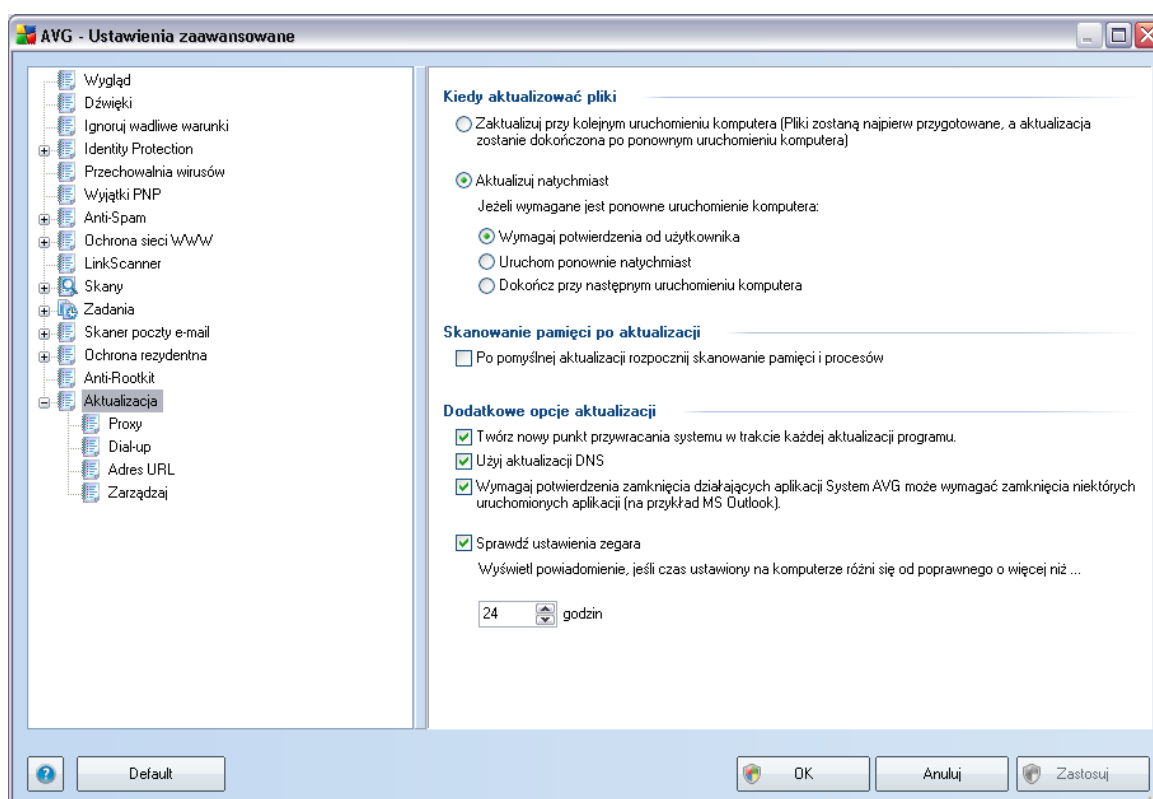 AVG - Ustawienia zaawansowane
Wygląd
Dźwięki
Ignoruj wadliwe warunki
Identity Protection
Przechowalnia wirusów
Wyjątki PNP
Anti-Spam
Ochrona sieci WWW
LinkScanner
Skany
Zadania
Skaner poczty e-mail
Ochrona rezydentna
Anti-Rootkit
Aktualizacja
Proxy
Dial-up
Adres URL
Zarządzaj
Kiedy aktualizować pliki
Zaktualizuj przy kolejnym uruchomieniu komputera (Pliki zostaną najpierw przygotowane, a aktualizacja
zostanie dokończona po ponownym uruchomieniu komputera)
Aktualizuj natychmiast
Jeżeli wymagane jest ponowne uruchomienie komputera:
Wymagaj potwierdzenia od użytkownika
Uruchom ponownie natychmiast
Dokończ przy następnym uruchomieniu komputera
Skanowanie pamięci po aktualizacji
Po pomyślnej aktualizacji rozpocznij skanowanie pamięci i procesów
Dodatkowe opcje aktualizacji
Twórz nowy punkt przywracania systemu w trakcie każdej aktualizacji programu.
Użyj aktualizacji DNS
Wymagaj potwierdzenia zamknięcia działających aplikacji System AVG może wymagać zamknięcia niektórych
uruchomionych aplikacji (na przykład MS Outlook).
Sprawdź ustawienia zegara
Wyświetl powiadomienie, jeśli czas ustawiony na komputerze różni się od poprawnego o więcej niż ...
24 godzin
? Default OK Anuluj Zastosuj